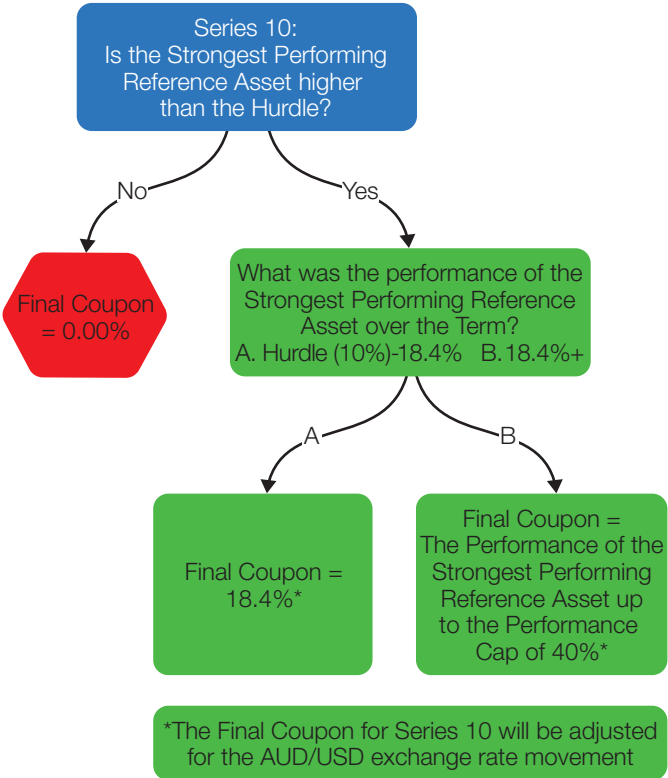 Series 10:
Is the Strongest Performing
Reference Asset higher
than the Hurdle?
No
Yes
Final Coupon
= 0.00%
What was the performance of the
Strongest Performing Reference
Asset over the Term?
A. Hurdle (10%)-18.4% B.18.4%+
A
B
Final Coupon =
18.4%*
Final Coupon =
The Performance of the
Strongest Performing
Reference Asset up
to the Performance
Cap of 40%*
*The Final Coupon for Series 10 will be adjusted
for the AUD/USD exchange rate movement